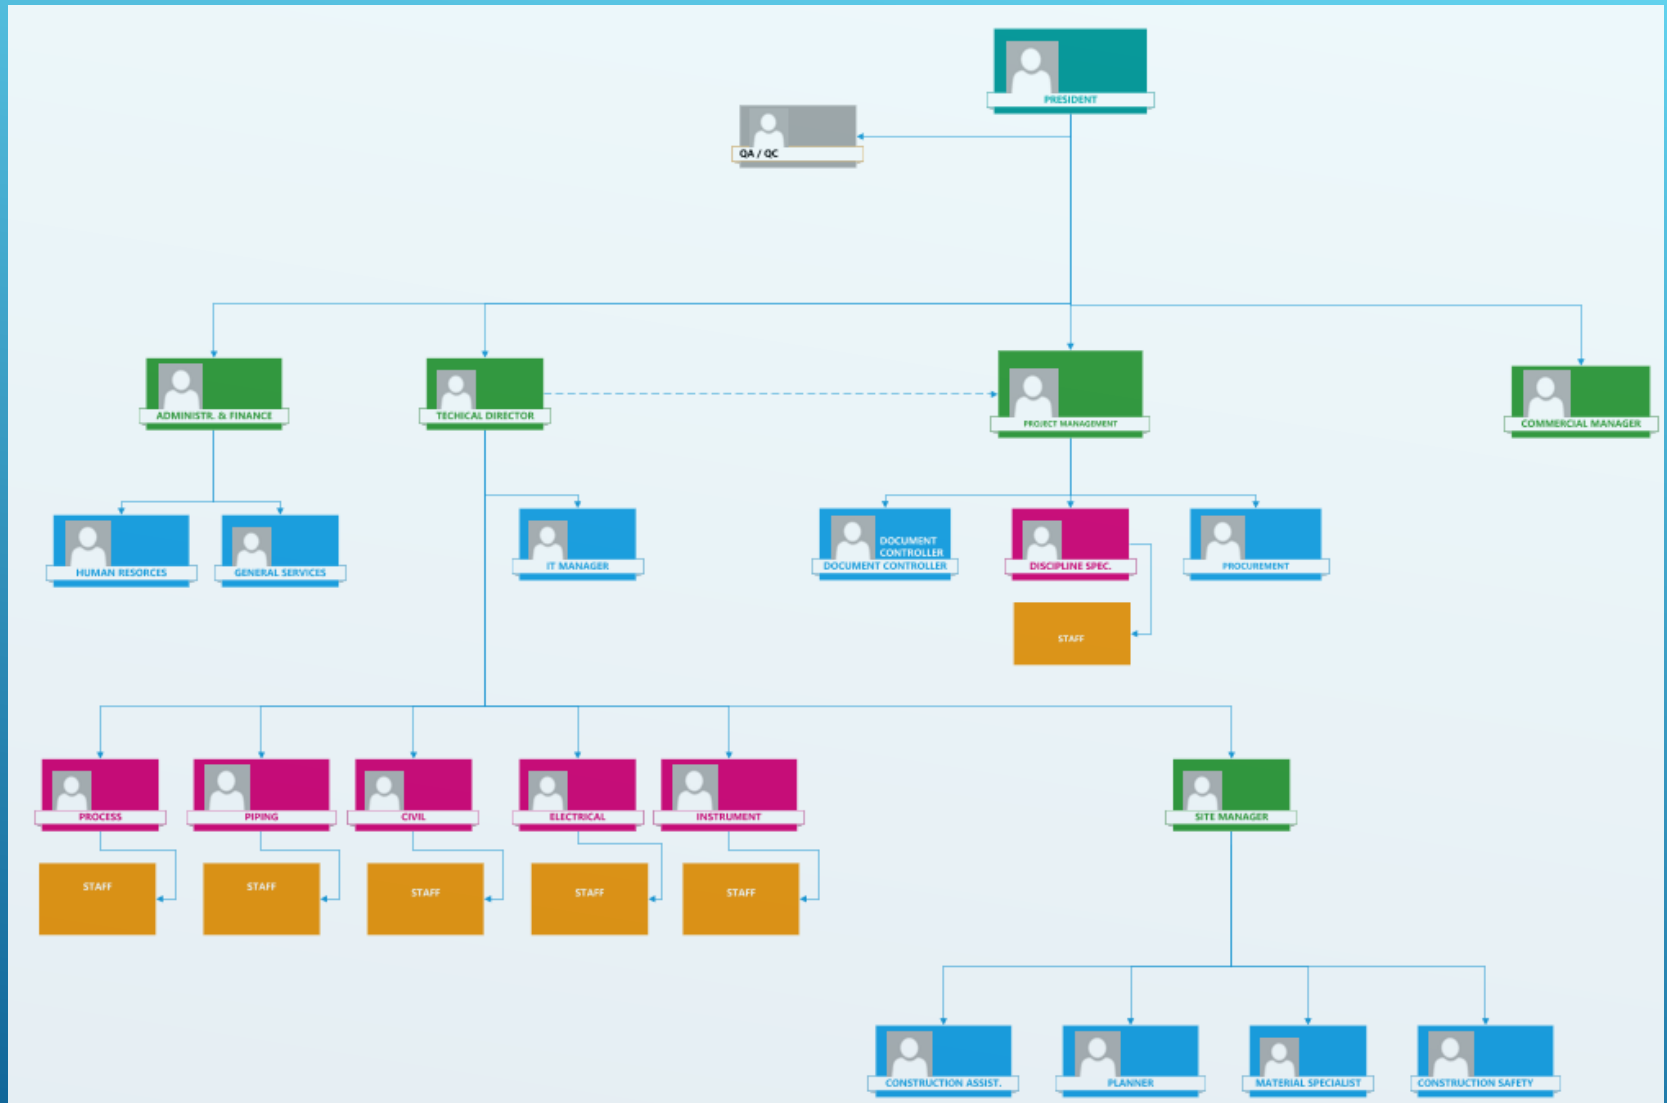 PRESIDENT
QA / QC
ADMINISTR. & FINANCE
TECHICAL DIRECTOR
PROJECT MANAGEMENT
COMMERCIAL MANAGER
HUMAN RESORCES
GENERAL SERVICES
IT MANAGER
DOCUMENT
CONTROLLER
DOCUMENT CONTROLLER
DISCIPLINE SPEC.
PROCUREMENT
STAFF
PROCESS
PIPING
CIVIL
ELECTRICAL
INSTRUMENT
SITE MANAGER
STAFF
STAFF
STAFF
STAFF
STAFF
CONSTRUCTION ASSIST.
PLANNER
MATERIAL SPECIALIST
CONSTRUCTION SAFETY